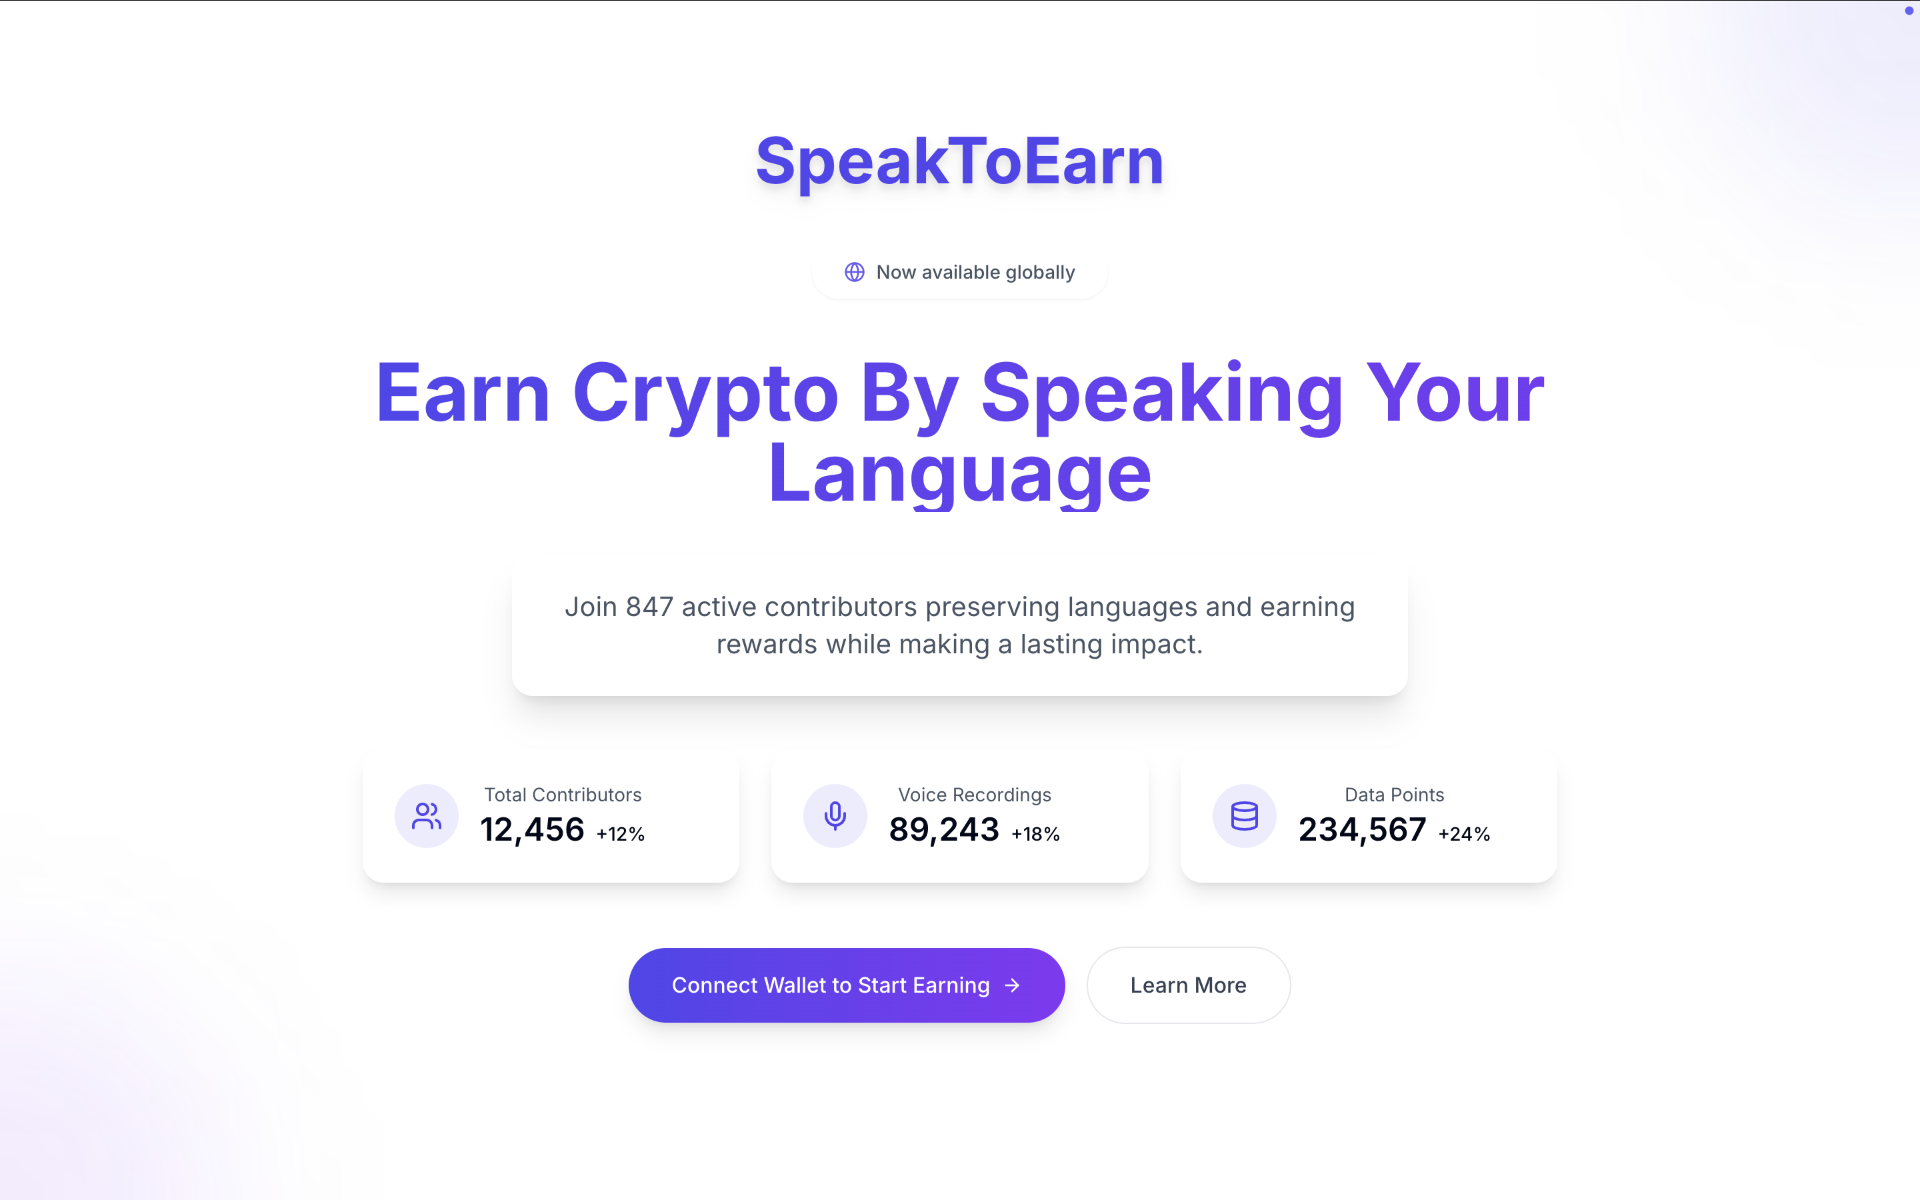 SpeakToEarn
Now available globally
Earn Crypto By Speaking Your
Language
Join 847 active contributors preserving languages and earning
rewards while making a lasting impact.
Total Contributors
12,456 +12%
Voice Recordings
89,243 +18%
Data Points
234,567 +24%
Connect Wallet to Start Earning →
Learn More